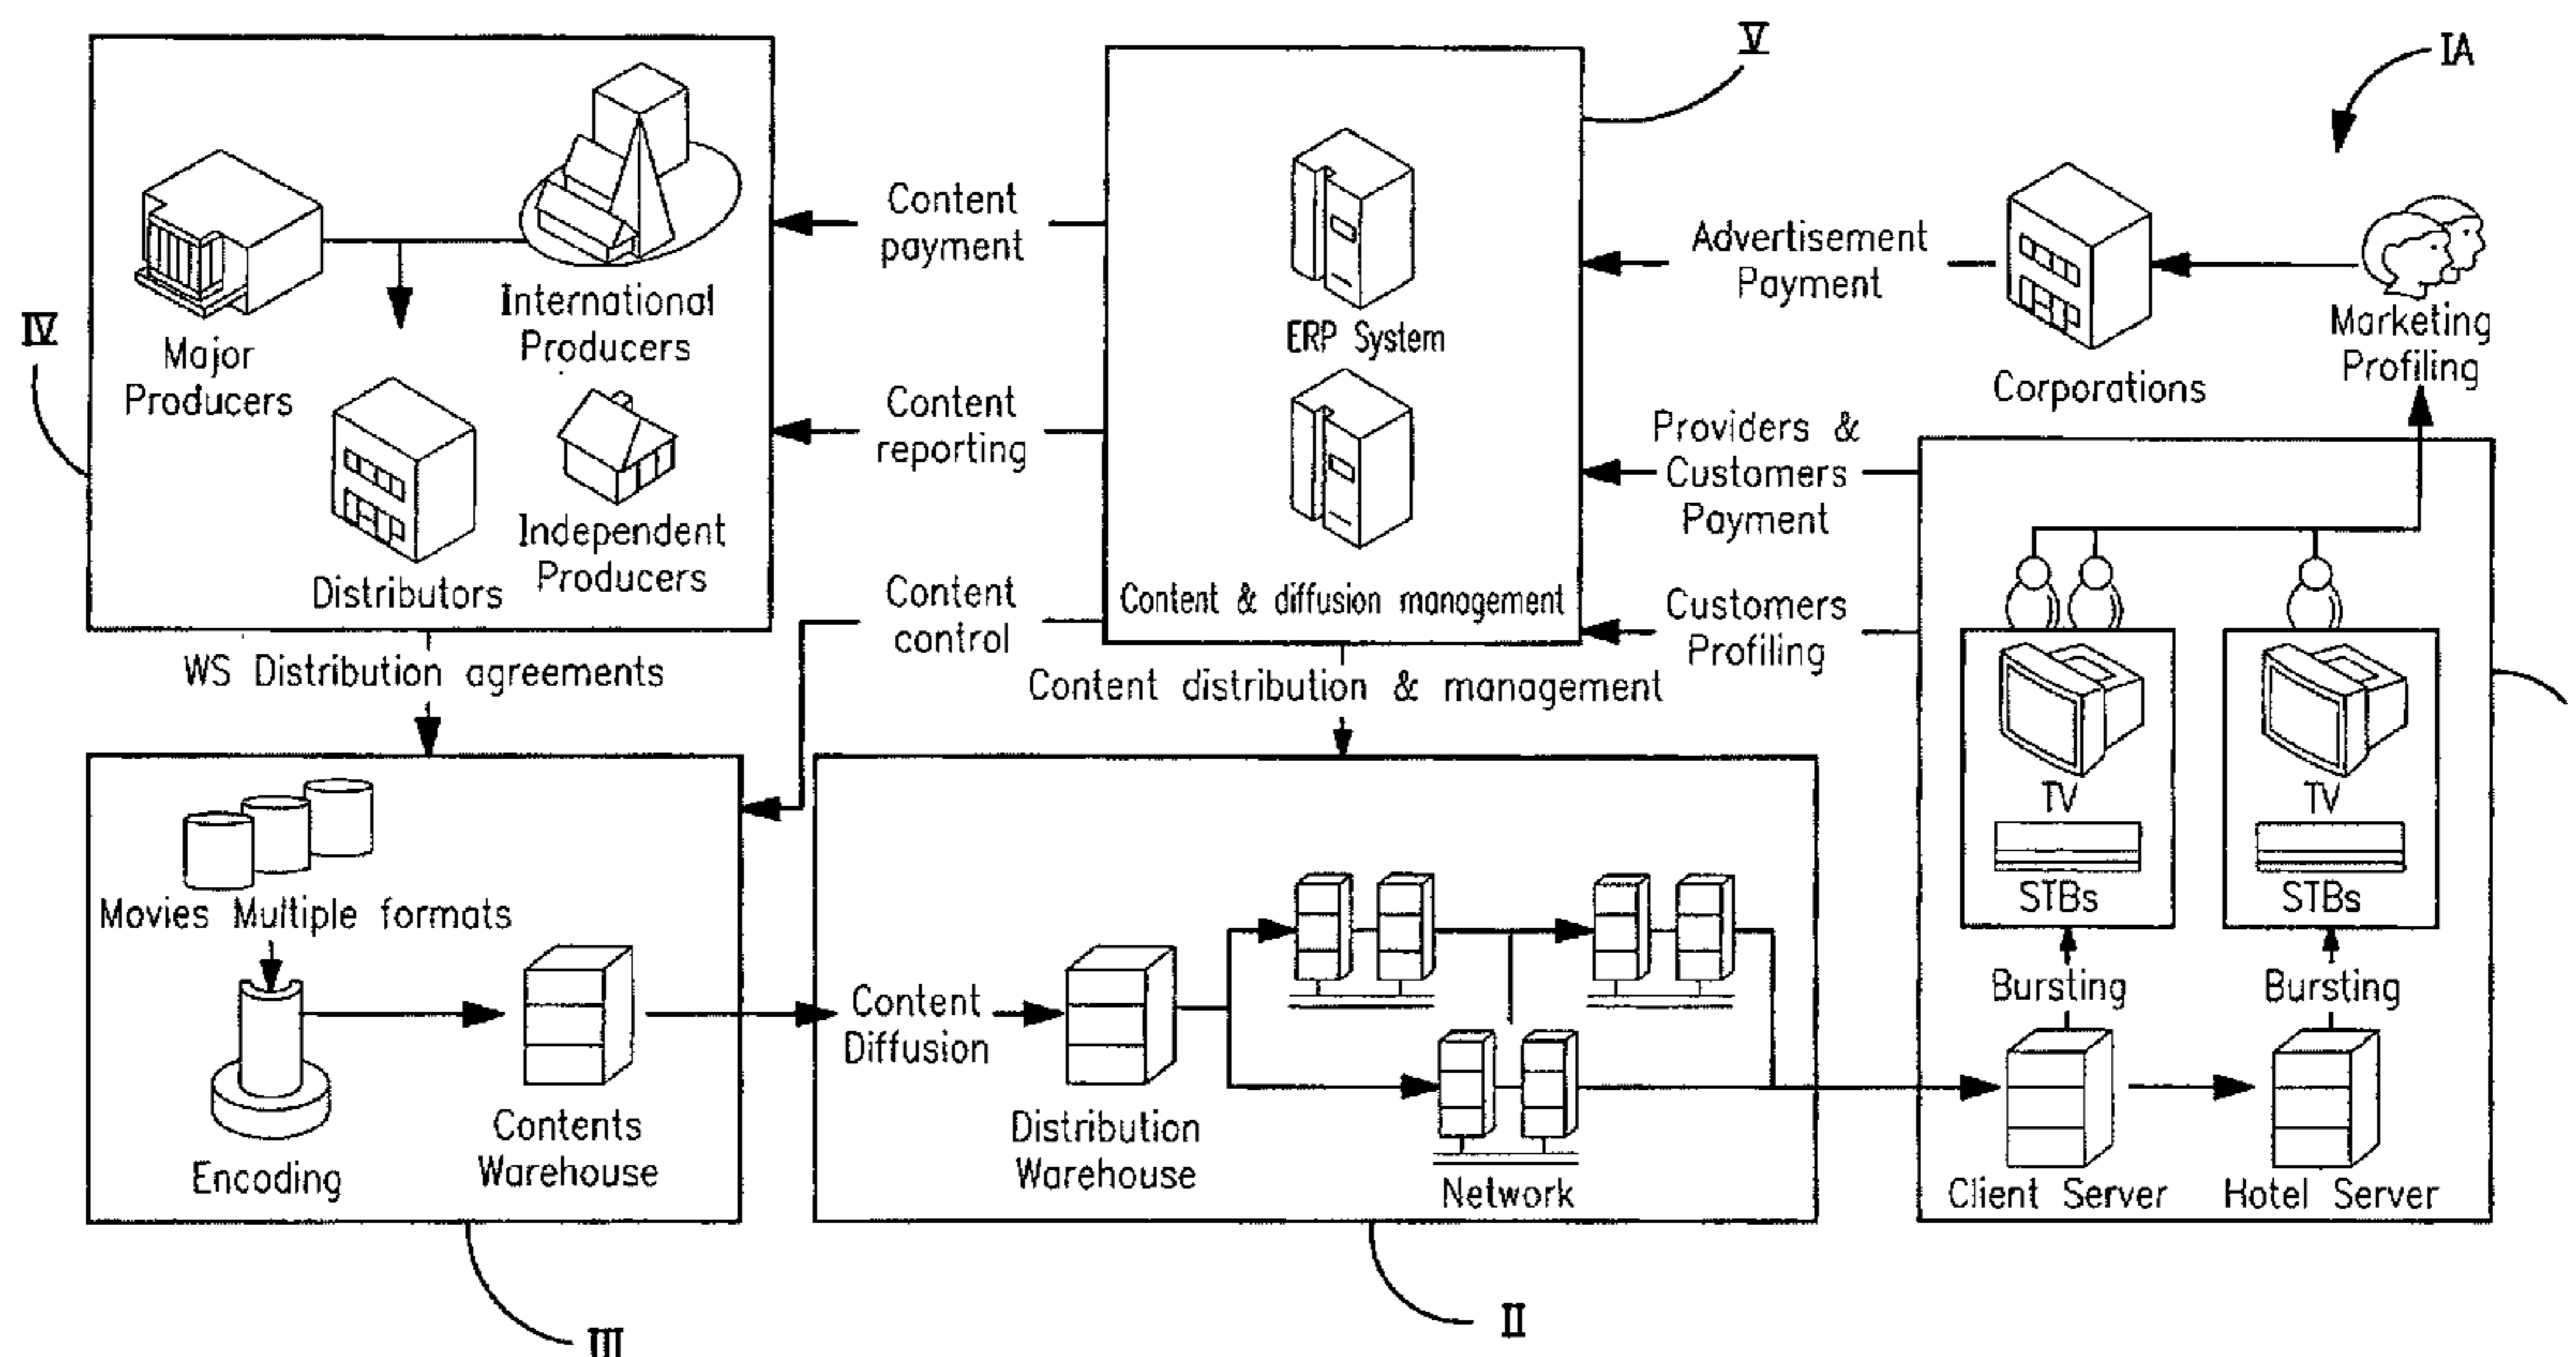 V
IA
IV
Major
Producers
International
Producers
Distributors
Independent
Producers
Content
payment
Content
reporting
Content
control
ERP System
Content & diffusion management
Advertisement
Payment
Corporations
Marketing
Profiling
Providers &
Customers
Payment
Customers
Profiling
WS Distribution agreements
Content distribution & management
Movies Multiple formats
Encoding
Contents
Warehouse
Content
Diffusion
Distribution
Warehouse
Network
TV
STBs
TV
STBs
Bursting
Bursting
Client Server
Hotel Server
III
II